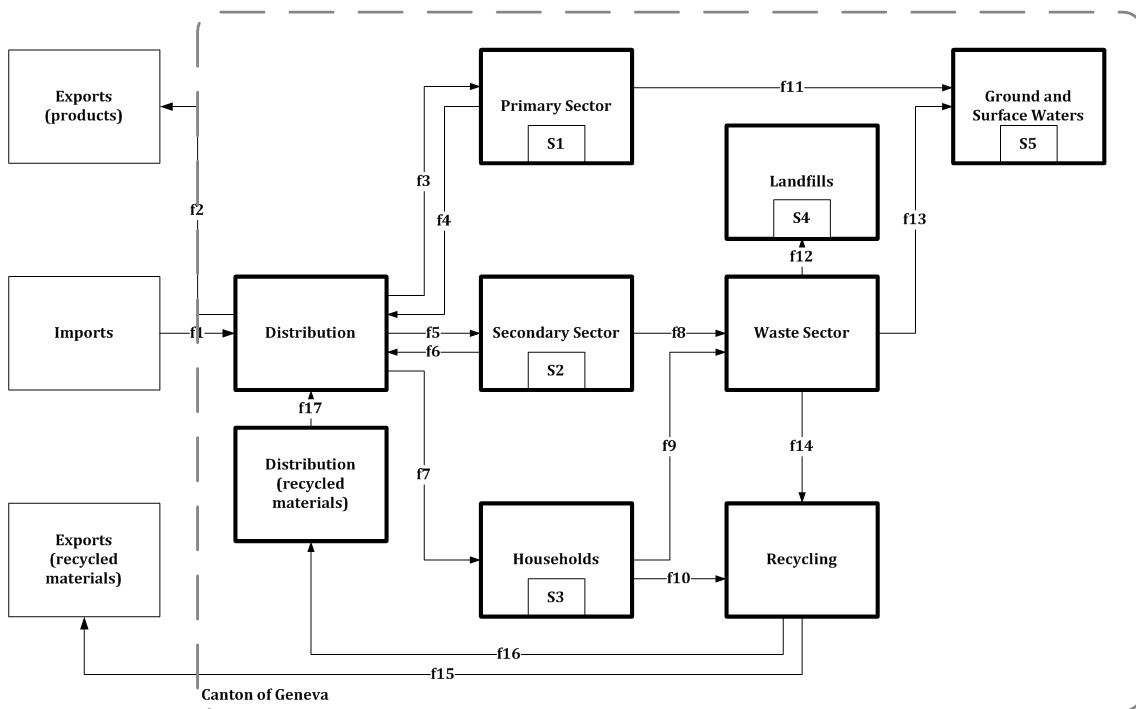 Exports
(products)
Primary Sector
S1
f11
Ground and
Surface Waters
S5
f3
f4
Landfills
S4
f2
f13
f12
Imports
f1
Distribution
f5
f6
Secondary Sector
S2
f8
Waste Sector
f17
f9
f14
f7
Distribution
(recycled
materials)
Exports
(recycled
materials)
Households
S3
f10
Recycling
f16
f15
Canton of Geneva